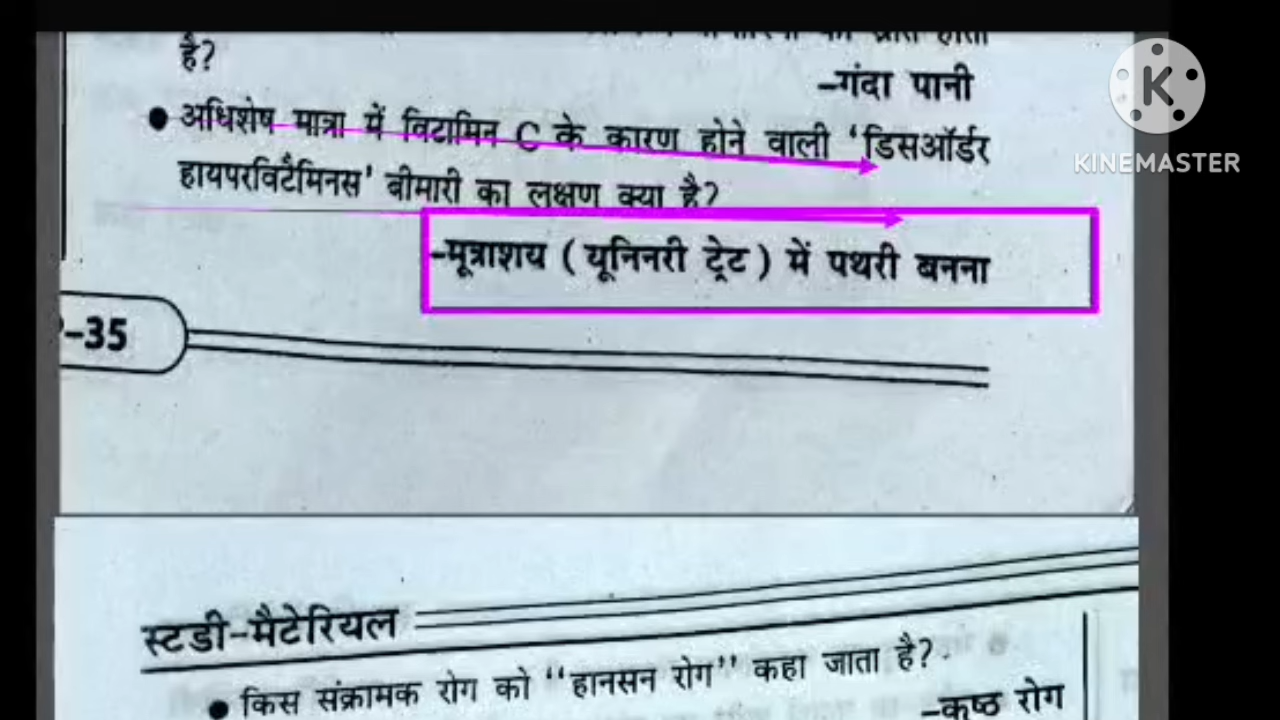 है?
–गंदा पानी
K
KINEMASTER
● अधिशेष मात्रा में विटामिन C के कारण होने वाली 'डिसऑर्डर
हायपरविटैमिनस' बीमारी का लक्षण क्या है?
–मूत्राशय ( यूनिनरी ट्रेट ) में पथरी बनना
–35
स्टडी-मैटेरियल
● किस संक्रामक रोग को "हानसन रोग" कहा जाता है?
–कुष्ठ रोग